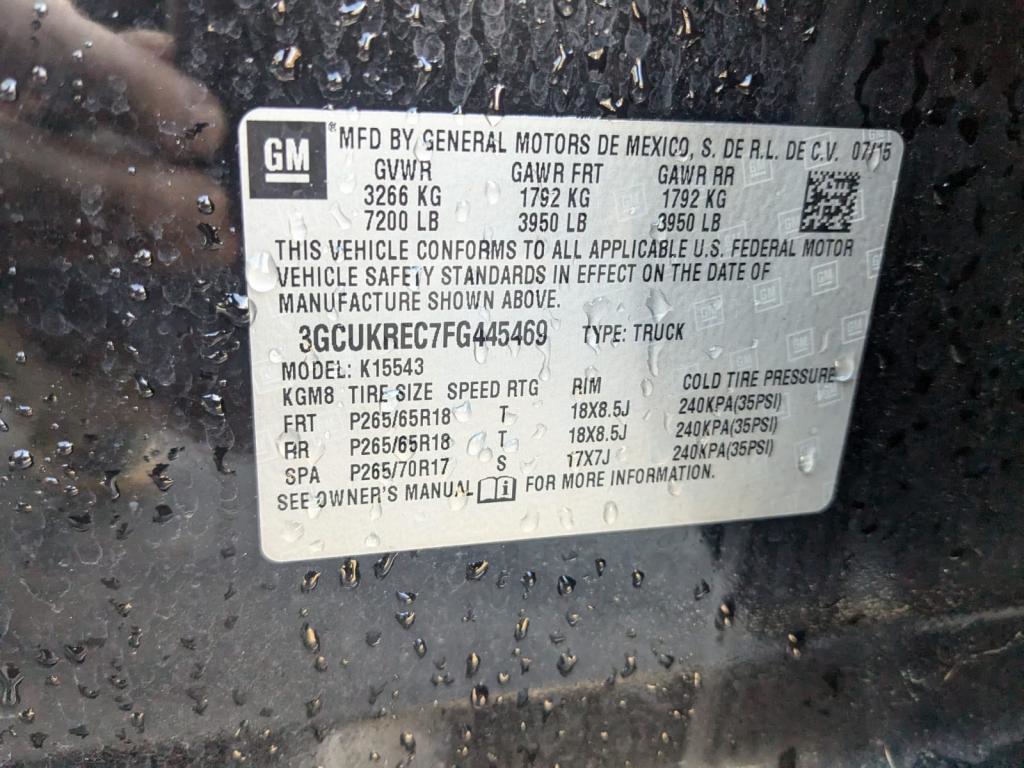 GM ® MFD BY GENERAL MOTORS DE MEXICO, S. DE R.L. DE C.V. 07/15
GVWR GAWR FRT GAWR RR
3266 KG 1792 KG 1792 KG
7200 LB 3950 LB 3950 LB
THIS VEHICLE CONFORMS TO ALL APPLICABLE U.S. FEDERAL MOTOR
VEHICLE SAFETY STANDARDS IN EFFECT ON THE DATE OF
MANUFACTURE SHOWN ABOVE.
3GCUKREC7FG445469 TYPE: TRUCK
MODEL: K15543
KGM8 TIRE SIZE SPEED RTG RIM COLD TIRE PRESSURE
FRT P265/65R18 T 18X8.5J 240KPA(35PSI)
RR P265/65R18 T 18X8.5J 240KPA(35PSI)
SPA P265/70R17 S 17X7J 240KPA(35PSI)
SEE OWNER'S MANUAL FOR MORE INFORMATION.